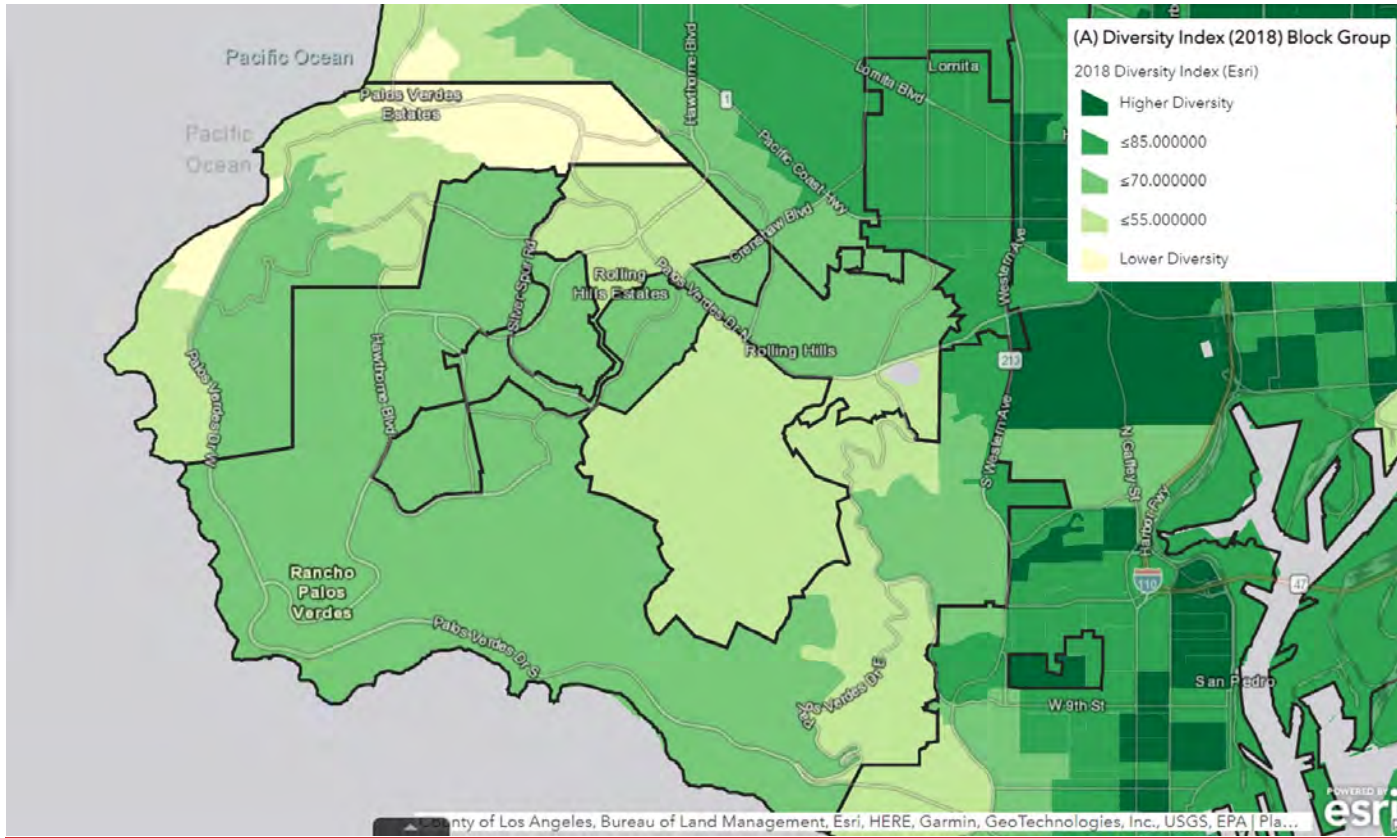 (A) Diversity Index (2018) Block Group
2018 Diversity Index (Esri)
Higher Diversity
≤85.000000
≤70.000000
≤55.000000
Lower Diversity
Pacific Ocean
Pacific
Ocean
Palos Verdes
Estates
Hawthorne Blvd
1
Lomita Blvd
Lomita
Pacific Coast Hwy
Crenshaw Blvd
Western Ave
Silver Spur Rd
Rolling
Hills Estates
Palos Verdes Dr N
Rolling Hills
213
Palos Verdes Dr W
Hawthorne Blvd
S Western Ave
N Gaffey St
Harbor Fwy
110
47
Rancho
Palos
Verdes
Palos Verdes Dr S
Palos Verdes Dr E
San Pedro
W 9th St
County of Los Angeles, Bureau of Land Management, Esri, HERE, Garmin, GeoTechnologies, Inc., USGS, EPA | Pla...
POWERED BY
esri